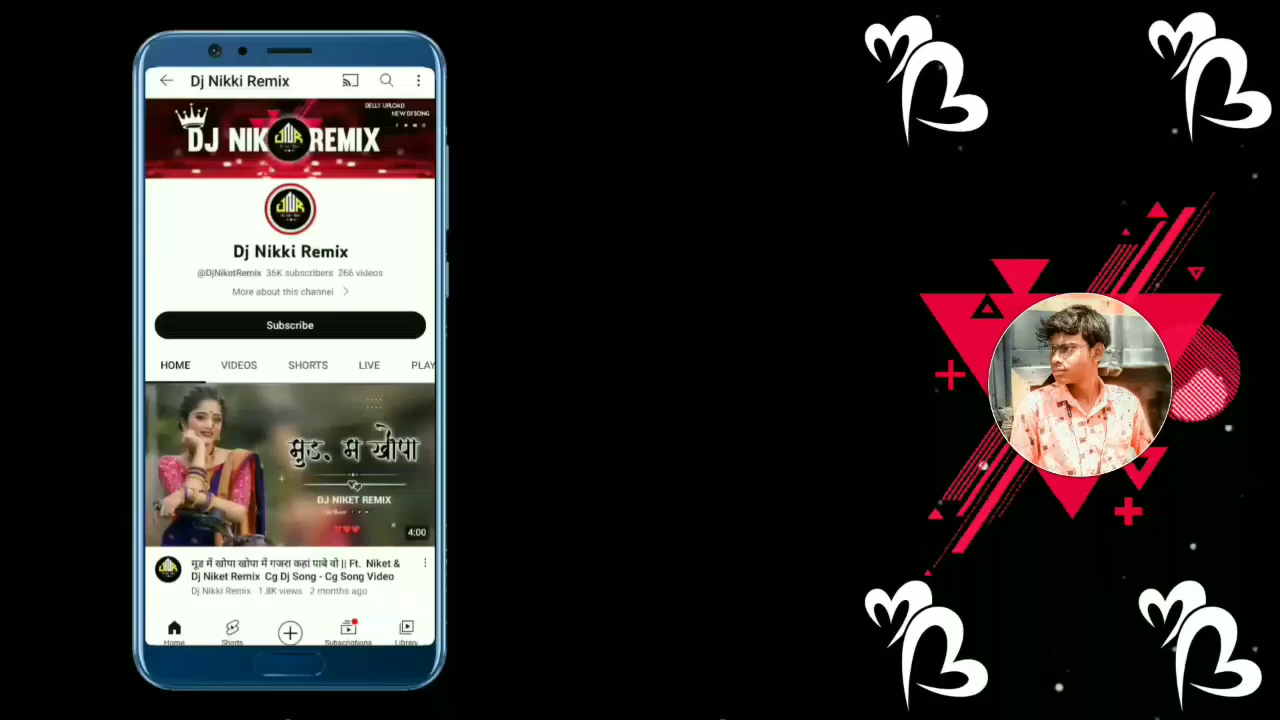 Dj Nikki Remix
DELLY UPLOAD
NEW DJ SONG
DJ NIK REMIX
Dj Nikki Remix
@DjNiketRemix 36K subscribers 266 videos
More about this channel
Subscribe
HOME VIDEOS SHORTS LIVE PLAY
मुड. म खोपा
DJ NIKET REMIX
4:00
मूड में खोपा खोपा में गजरा कहां पाबे वो || Ft. Niket &
Dj Niket Remix Cg Dj Song - Cg Song Video
Dj Nikki Remix 1.8K views 2 months ago
Home Shorts Subscriptions Library